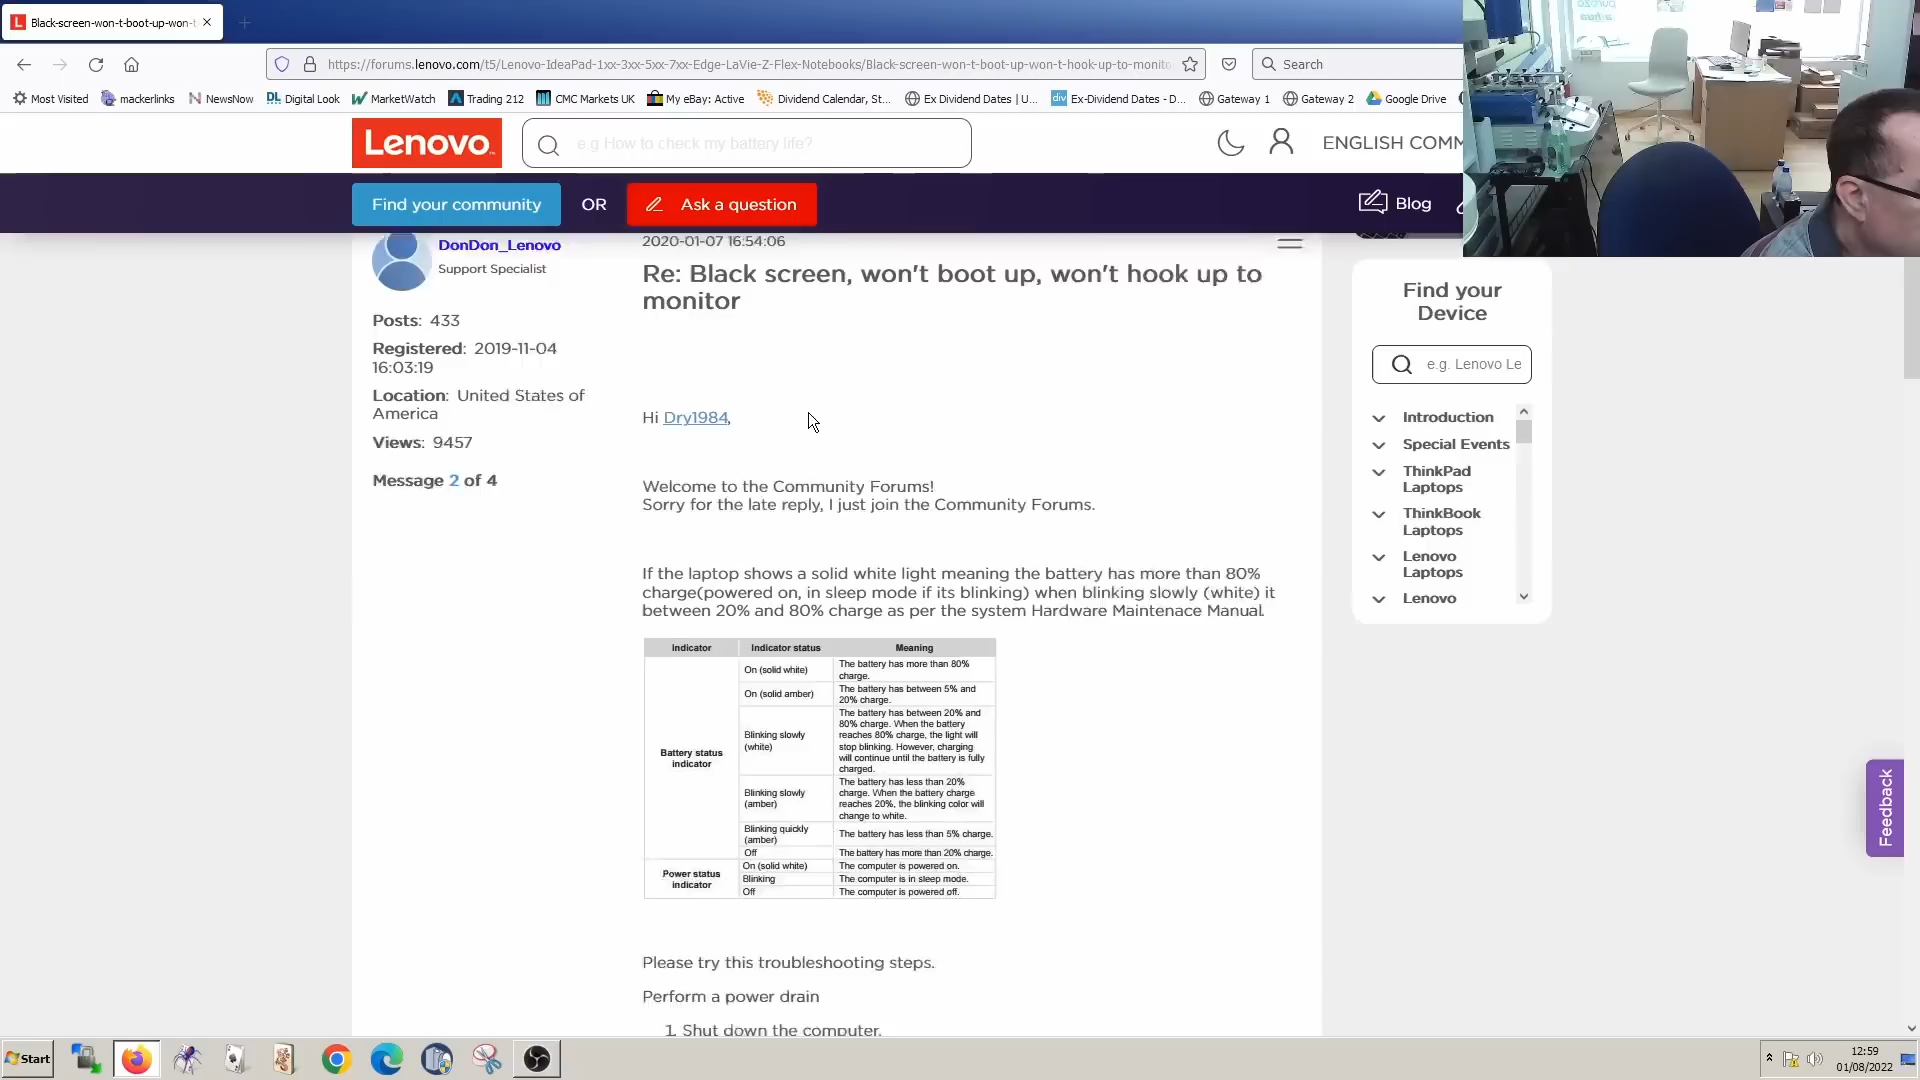 Black-screen-won-t-boot-up-won-t
https://forums.lenovo.com/t5/Lenovo-IdeaPad-1xx-3xx-5xx-7xx-Edge-LaVie-Z-Flex-Notebooks/Black-screen-won-t-boot-up-won-t-hook-up-to-monito
Search
Most Visited
mackerlinks
NewsNow
Digital Look
MarketWatch
Trading 212
CMC Markets UK
My eBay: Active
Dividend Calendar, St...
Ex Dividend Dates | U...
Ex-Dividend Dates - D...
Gateway 1
Gateway 2
Google Drive
Lenovo
e.g How to check my battery life?
ENGLISH COMM
Find your community
OR
Ask a question
Blog
DonDon_Lenovo
Support Specialist
Posts: 433
Registered: 2019-11-04
16:03:19
Location: United States of
America
Views: 9457
Message 2 of 4
2020-01-07 16:54:06
Re: Black screen, won't boot up, won't hook up to
monitor
Hi Dry1984,
Welcome to the Community Forums!
Sorry for the late reply, I just join the Community Forums.
If the laptop shows a solid white light meaning the battery has more than 80%
charge(powered on, in sleep mode if its blinking) when blinking slowly (white) it
between 20% and 80% charge as per the system Hardware Maintenace Manual.
Indicator Indicator status Meaning
Battery status
indicator
On (solid white)
The battery has more than 80%
charge.
On (solid amber)
The battery has between 5% and
20% charge.
Blinking slowly
(white)
The battery has between 20% and
80% charge. When the battery
reaches 80% charge, the light will
stop blinking. However, charging
will continue until the battery is fully
charged.
Blinking slowly
(amber)
The battery has less than 20%
charge. When the battery charge
reaches 20%, the blinking color will
change to white.
Blinking quickly
(amber)
The battery has less than 5% charge.
Off
The battery has more than 20% charge.
Power status
indicator
On (solid white)
The computer is powered on.
Blinking
The computer is in sleep mode.
Off
The computer is powered off.
Please try this troubleshooting steps.
Perform a power drain
1. Shut down the computer.
Find your
Device
e.g. Lenovo Le
Introduction
Special Events
ThinkPad
Laptops
ThinkBook
Laptops
Lenovo
Laptops
Lenovo
Feedback
Start
12:59
01/08/2022